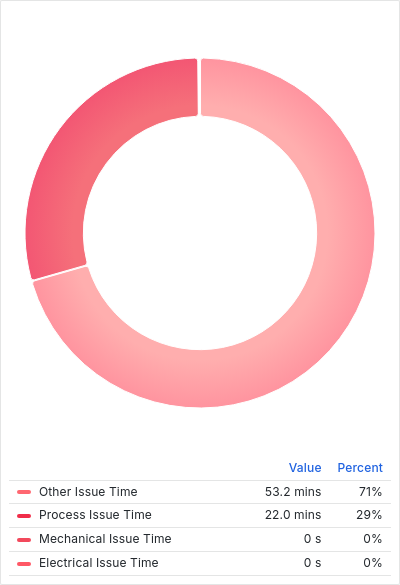 Value Percent
Other Issue Time 53.2 mins 71%
Process Issue Time 22.0 mins 29%
Mechanical Issue Time 0 s 0%
Electrical Issue Time 0 s 0%